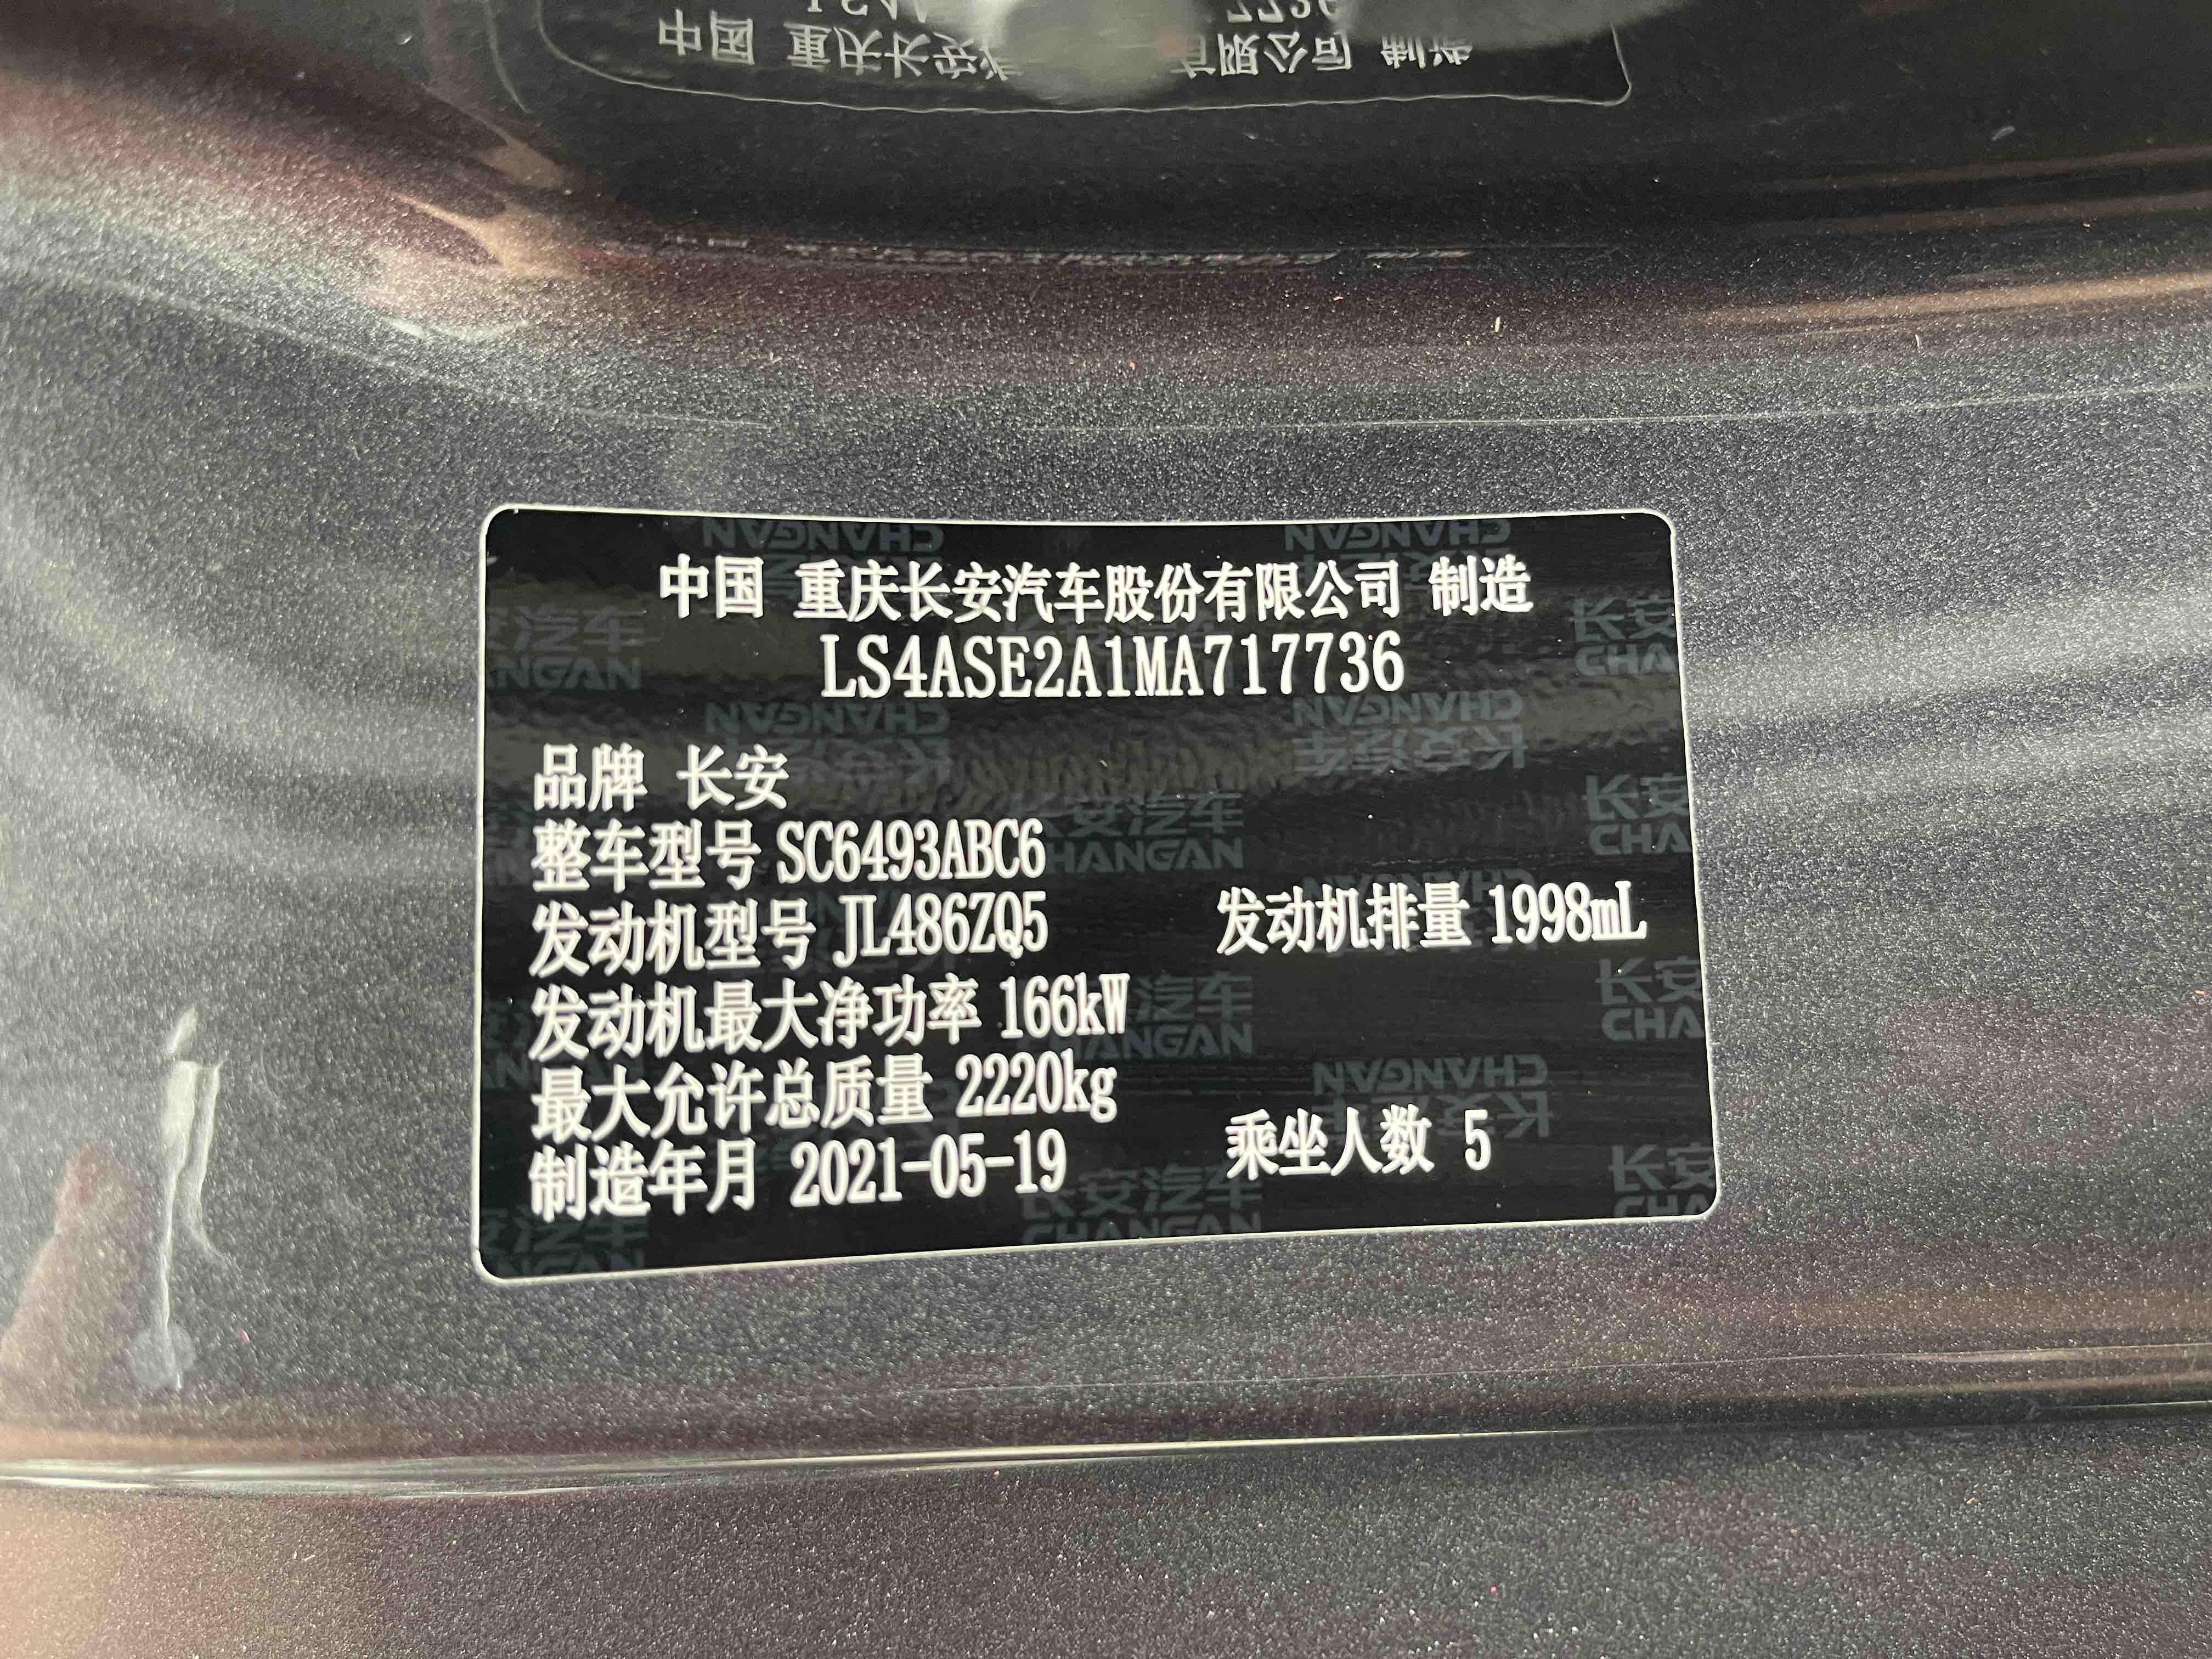 中国 重庆长安汽车股份有限公司 制造
LS4ASE2A1MA717736
品牌 长安
整车型号 SC6493ABC6
发动机型号 JL486ZQ5 发动机排量 1998mL
发动机最大净功率 166kW
最大允许总质量 2220kg
制造年月 2021-05-19 乘坐人数 5